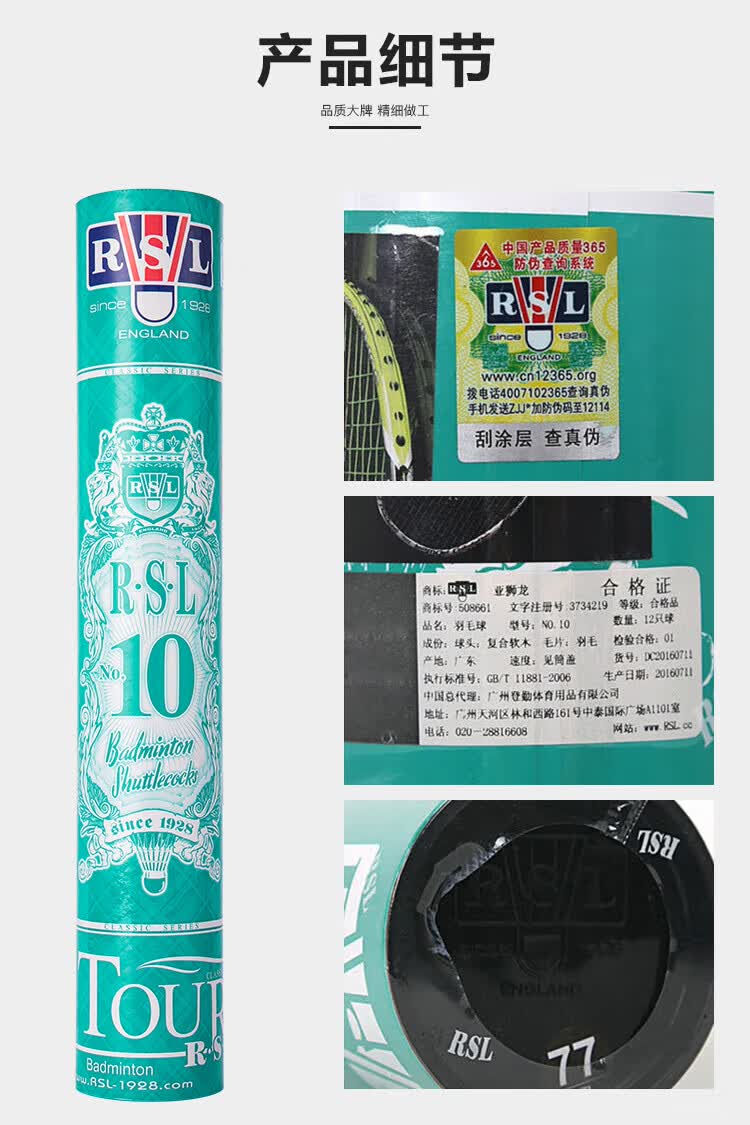 产品细节
品质大牌 精细做工
RSL
since 1928
ENGLAND
CLASSIC SERIES
RSL
ENGLAND
R·S·L
No. 10
Badminton
Shuttlecocks
since 1928
CLASSIC SERIES
TOUR
R·S
Badminton
www.RSL-1928.com
365
中国产品质量365
防伪查询系统
RSL
since 1928
ENGLAND
www.cn12365.org
拨电话4007102365查询真伪
手机发送ZJJ*加防伪码至12114
刮涂层 查真伪
合格证
商标:RSL 亚狮龙
商标号:508661 文字注册号:3734219 等级:合格品
品名:羽毛球 型号:NO.10 数量:12只球
成份:球头:复合软木 毛片:羽毛 检验合格:01
产地:广东 速度:见筒盖 货号:DC20160711
执行标准号:GB/T 11881-2006 生产日期:20160711
中国总代理:广州登勤体育用品有限公司
地址:广州天河区林和西路161号中泰国际广场A1101室
电话:020-28816608 网站:www.RSL.cc
RSL
RSL
since 1928
ENGLAND
RSL
77